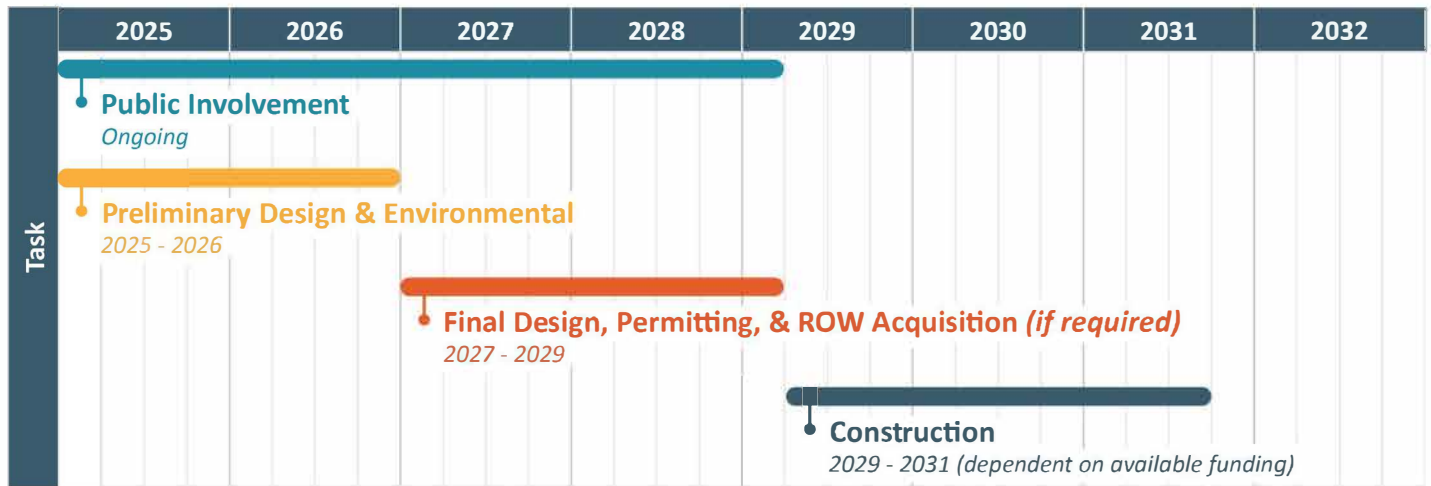 2025 2026 2027 2028 2029 2030 2031 2032
Task
Public Involvement
Ongoing
Preliminary Design & Environmental
2025 - 2026
Final Design, Permitting, & ROW Acquisition (if required)
2027 - 2029
Construction
2029 - 2031 (dependent on available funding)